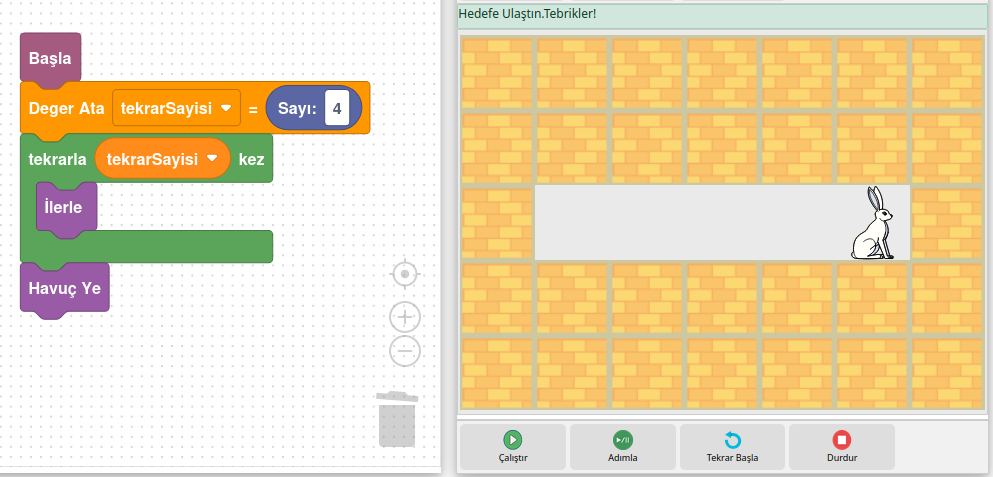 Başla
Deger Ata tekrarSayisi = Sayı: 4
tekrarla tekrarSayisi kez
İlerle
Havuç Ye
Hedefe Ulaştın.Tebrikler!
Çalıştır Adımla Tekrar Başla Durdur